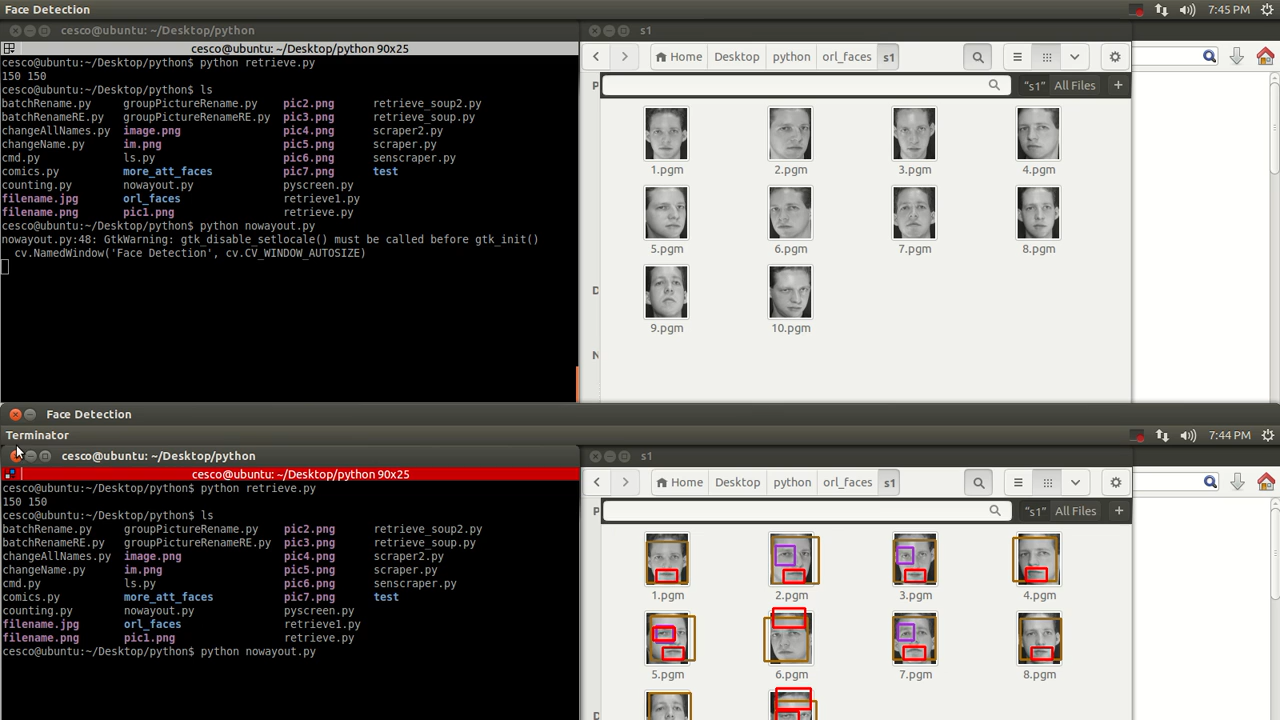 Face Detection
7:45 PM
cesco@ubuntu: ~/Desktop/python
s1
cesco@ubuntu: ~/Desktop/python 90x25
cesco@ubuntu:~/Desktop/python$ python retrieve.py
150 150
cesco@ubuntu:~/Desktop/python$ ls
batchRename.py groupPictureRename.py pic2.png retrieve_soup2.py
batchRenameRE.py groupPictureRenameRE.py pic3.png retrieve_soup.py
changeAllNames.py image.png pic4.png scraper2.py
changeName.py im.png pic5.png scraper.py
cmd.py ls.py pic6.png senscraper.py
comics.py more_att_faces pic7.png test
counting.py nowayout.py pyscreen.py
filename.jpg orl_faces retrieve1.py
filename.png pic1.png retrieve.py
cesco@ubuntu:~/Desktop/python$ python nowayout.py
nowayout.py:48: GtkWarning: gtk_disable_setlocale() must be called before gtk_init()
cv.NamedWindow('Face Detection', cv.CV_WINDOW_AUTOSIZE)
Home Desktop python orl_faces s1
P "s1" All Files +
1.pgm 2.pgm 3.pgm 4.pgm
5.pgm 6.pgm 7.pgm 8.pgm
D
9.pgm 10.pgm
N
Face Detection
Terminator
7:44 PM
cesco@ubuntu: ~/Desktop/python
s1
cesco@ubuntu: ~/Desktop/python 90x25
cesco@ubuntu:~/Desktop/python$ python retrieve.py
150 150
cesco@ubuntu:~/Desktop/python$ ls
batchRename.py groupPictureRename.py pic2.png retrieve_soup2.py
batchRenameRE.py groupPictureRenameRE.py pic3.png retrieve_soup.py
changeAllNames.py image.png pic4.png scraper2.py
changeName.py im.png pic5.png scraper.py
cmd.py ls.py pic6.png senscraper.py
comics.py more_att_faces pic7.png test
counting.py nowayout.py pyscreen.py
filename.jpg orl_faces retrieve1.py
filename.png pic1.png retrieve.py
cesco@ubuntu:~/Desktop/python$ python nowayout.py
Home Desktop python orl_faces s1
P "s1" All Files +
1.pgm 2.pgm 3.pgm 4.pgm
5.pgm 6.pgm 7.pgm 8.pgm
D